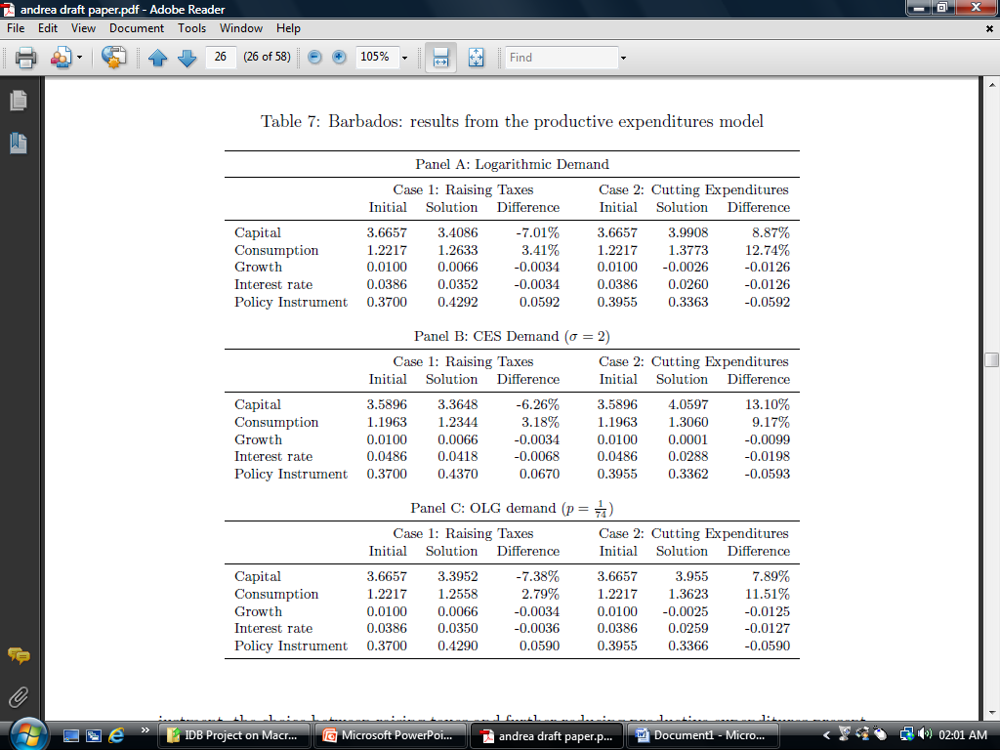 andrea draft paper.pdf - Adobe Reader
File Edit View Document Tools Window Help
26 (26 of 58) 105% Find
Table 7: Barbados: results from the productive expenditures model
Panel A: Logarithmic Demand
Case 1: Raising Taxes Case 2: Cutting Expenditures
Initial Solution Difference Initial Solution Difference
Capital 3.6657 3.4086 -7.01% 3.6657 3.9908 8.87%
Consumption 1.2217 1.2633 3.41% 1.2217 1.3773 12.74%
Growth 0.0100 0.0066 -0.0034 0.0100 -0.0026 -0.0126
Interest rate 0.0386 0.0352 -0.0034 0.0386 0.0260 -0.0126
Policy Instrument 0.3700 0.4292 0.0592 0.3955 0.3363 -0.0592
Panel B: CES Demand (σ = 2)
Case 1: Raising Taxes Case 2: Cutting Expenditures
Initial Solution Difference Initial Solution Difference
Capital 3.5896 3.3648 -6.26% 3.5896 4.0597 13.10%
Consumption 1.1963 1.2344 3.18% 1.1963 1.3060 9.17%
Growth 0.0100 0.0066 -0.0034 0.0100 0.0001 -0.0099
Interest rate 0.0486 0.0418 -0.0068 0.0486 0.0288 -0.0198
Policy Instrument 0.3700 0.4370 0.0670 0.3955 0.3362 -0.0593
Panel C: OLG demand (p = 1/74)
Case 1: Raising Taxes Case 2: Cutting Expenditures
Initial Solution Difference Initial Solution Difference
Capital 3.6657 3.3952 -7.38% 3.6657 3.955 7.89%
Consumption 1.2217 1.2558 2.79% 1.2217 1.3623 11.51%
Growth 0.0100 0.0066 -0.0034 0.0100 -0.0025 -0.0125
Interest rate 0.0386 0.0350 -0.0036 0.0386 0.0259 -0.0127
Policy Instrument 0.3700 0.4290 0.0590 0.3955 0.3366 -0.0590
the choice between raising taxes and further reducing productive expenditures present
IDB Project on Macr... Microsoft PowerPoi... andrea draft paper.p... Document1 - Micro... 02:01 AM